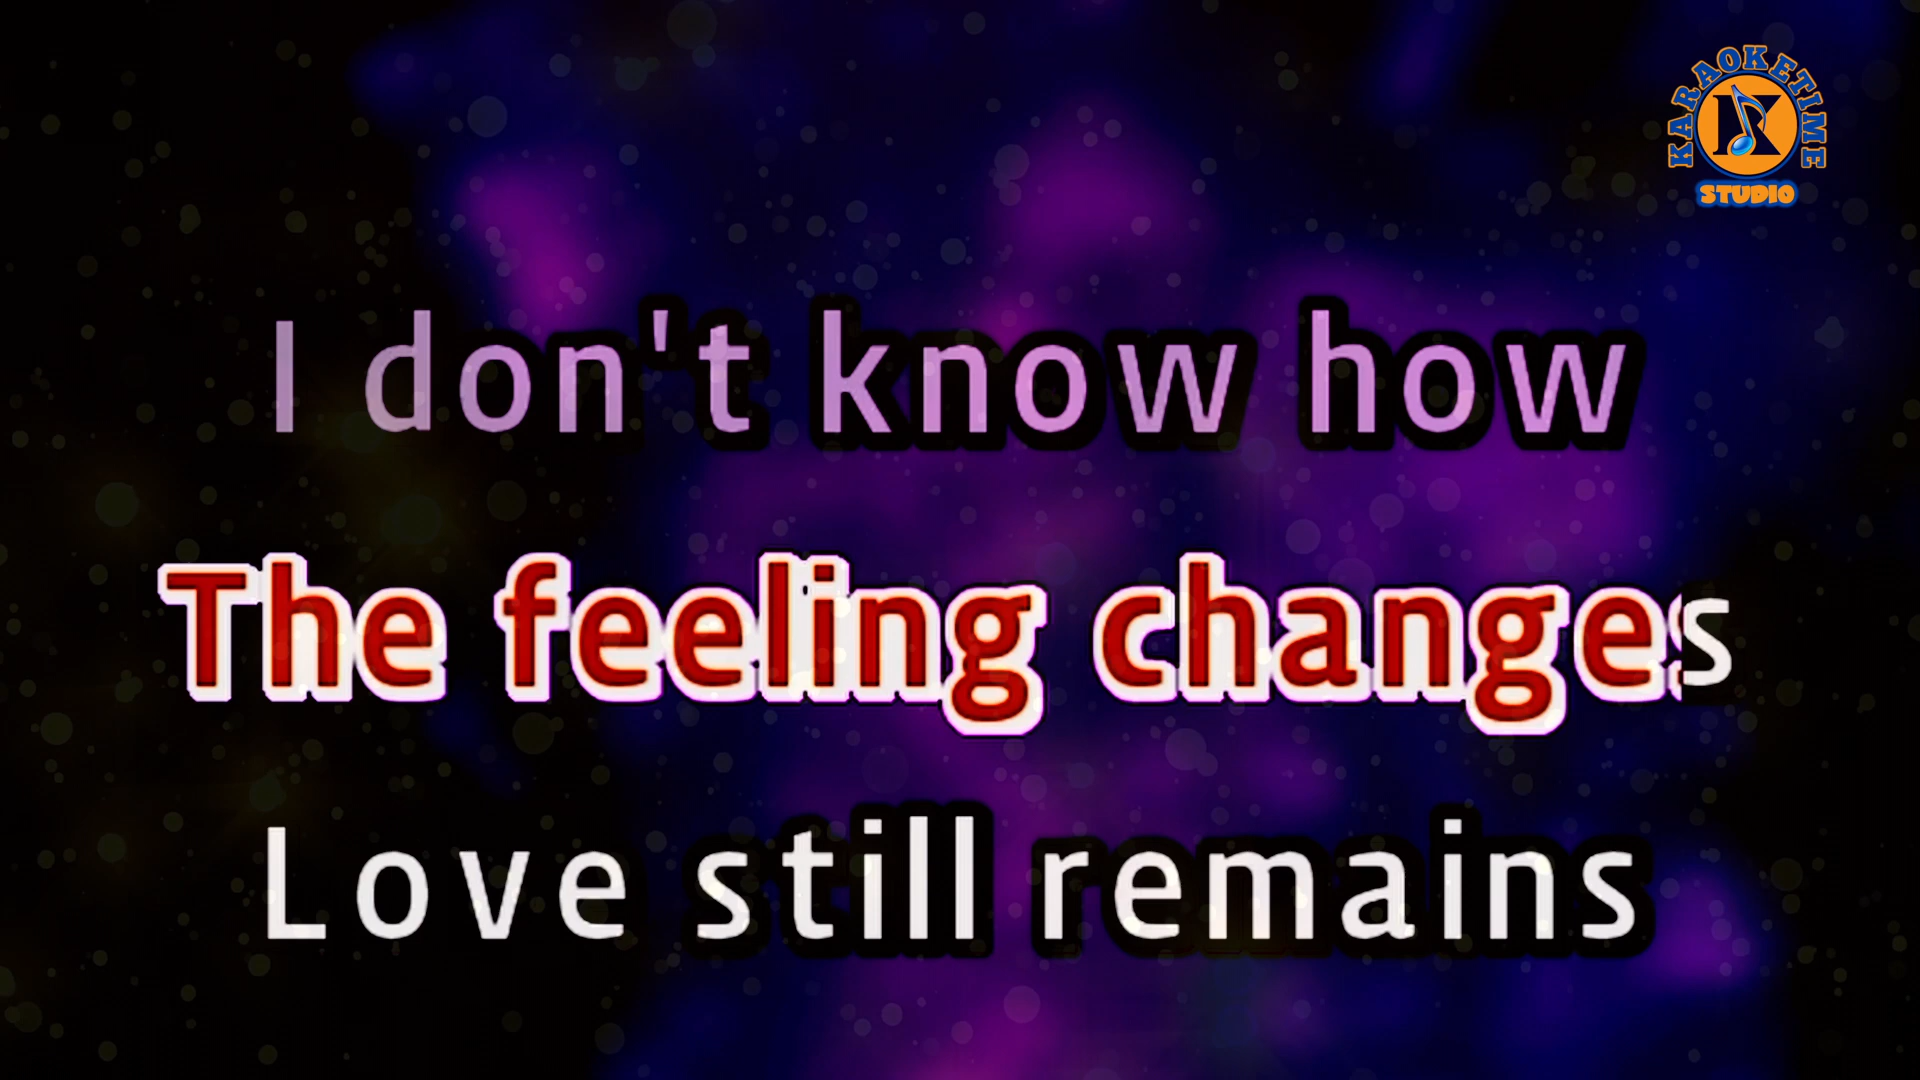 KARAOKETIME
STUDIO
I don't know how
The feeling changes
Love still remains